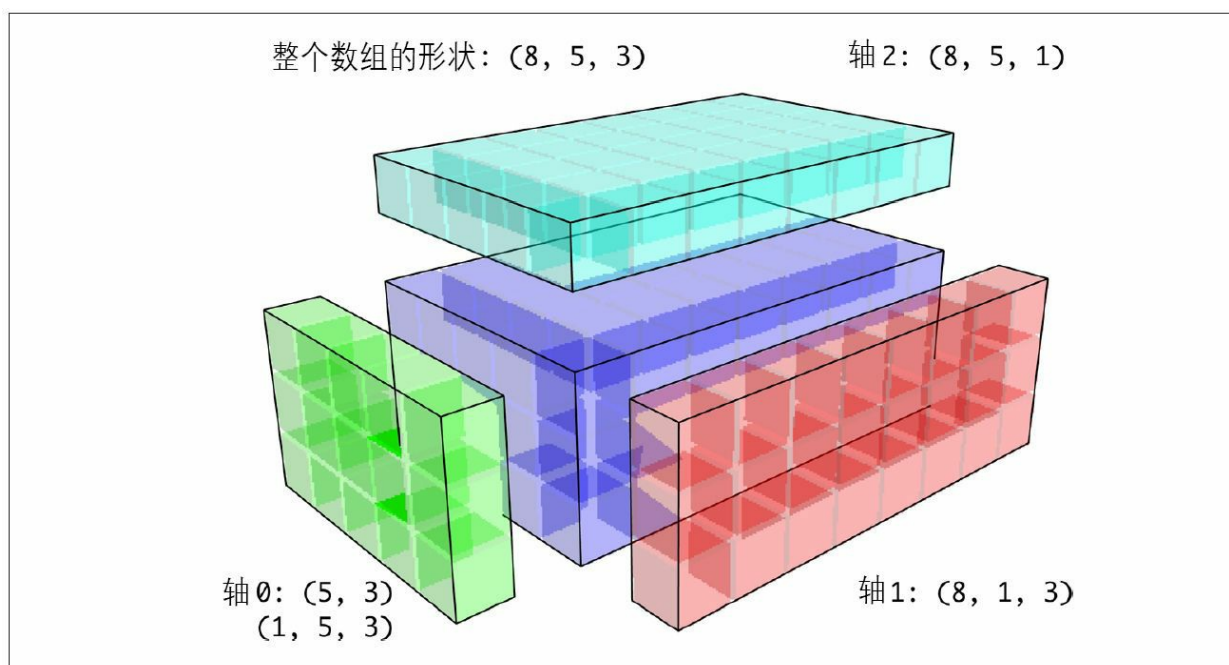 整个数组的形状: (8, 5, 3)
轴2: (8, 5, 1)
轴0: (5, 3)
(1, 5, 3)
轴1: (8, 1, 3)